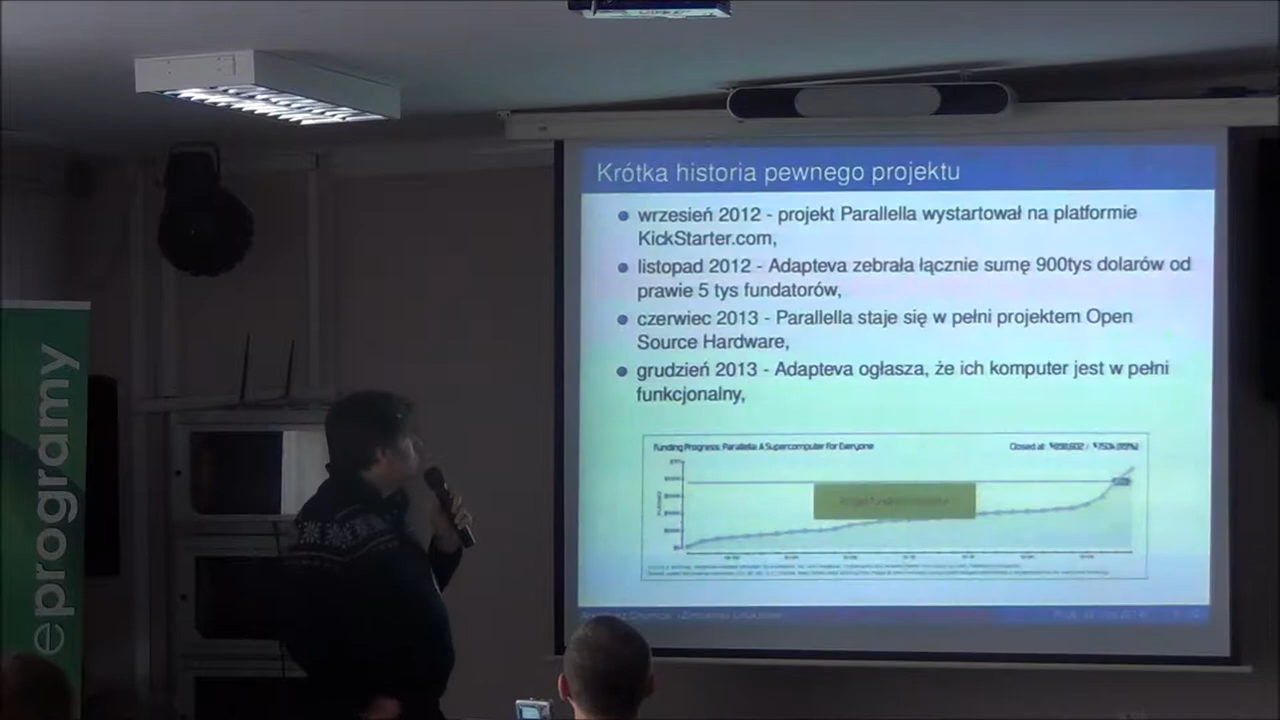 Krótka historia pewnego projektu
wrzesień 2012 - projekt Parallella wystartował na platformie
KickStarter.com,
listopad 2012 - Adapteva zebrała łącznie sumę 900tys dolarów od
prawie 5 tys fundatorów,
czerwiec 2013 - Parallella staje się w pełni projektem Open
Source Hardware,
grudzień 2013 - Adapteva ogłasza, że ich komputer jest w pełni
funkcjonalny,
Funding Progress: Parallella: A Supercomputer For Everyone
Closed at:
eprogramy